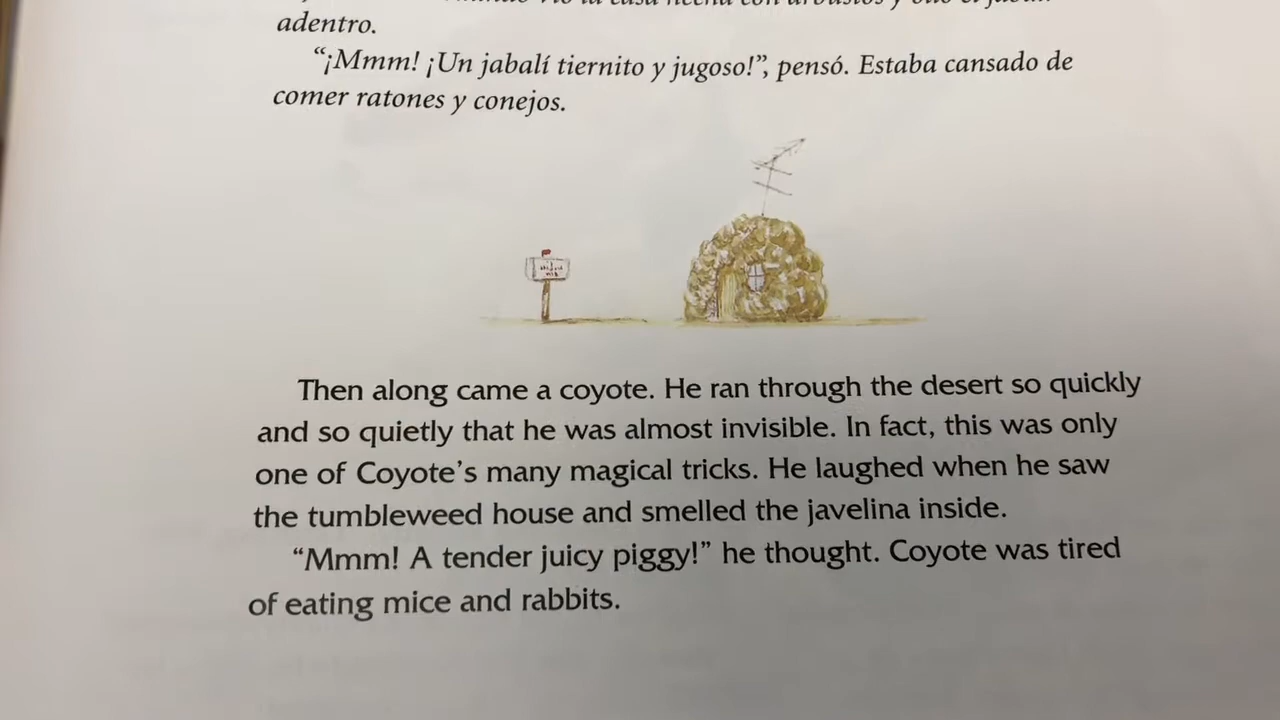 adentro.
“¡Mmm! ¡Un jabalí tiernito y jugoso!”, pensó. Estaba cansado de
comer ratones y conejos.
Then along came a coyote. He ran through the desert so quickly
and so quietly that he was almost invisible. In fact, this was only
one of Coyote’s many magical tricks. He laughed when he saw
the tumbleweed house and smelled the javelina inside.
“Mmm! A tender juicy piggy!” he thought. Coyote was tired
of eating mice and rabbits.